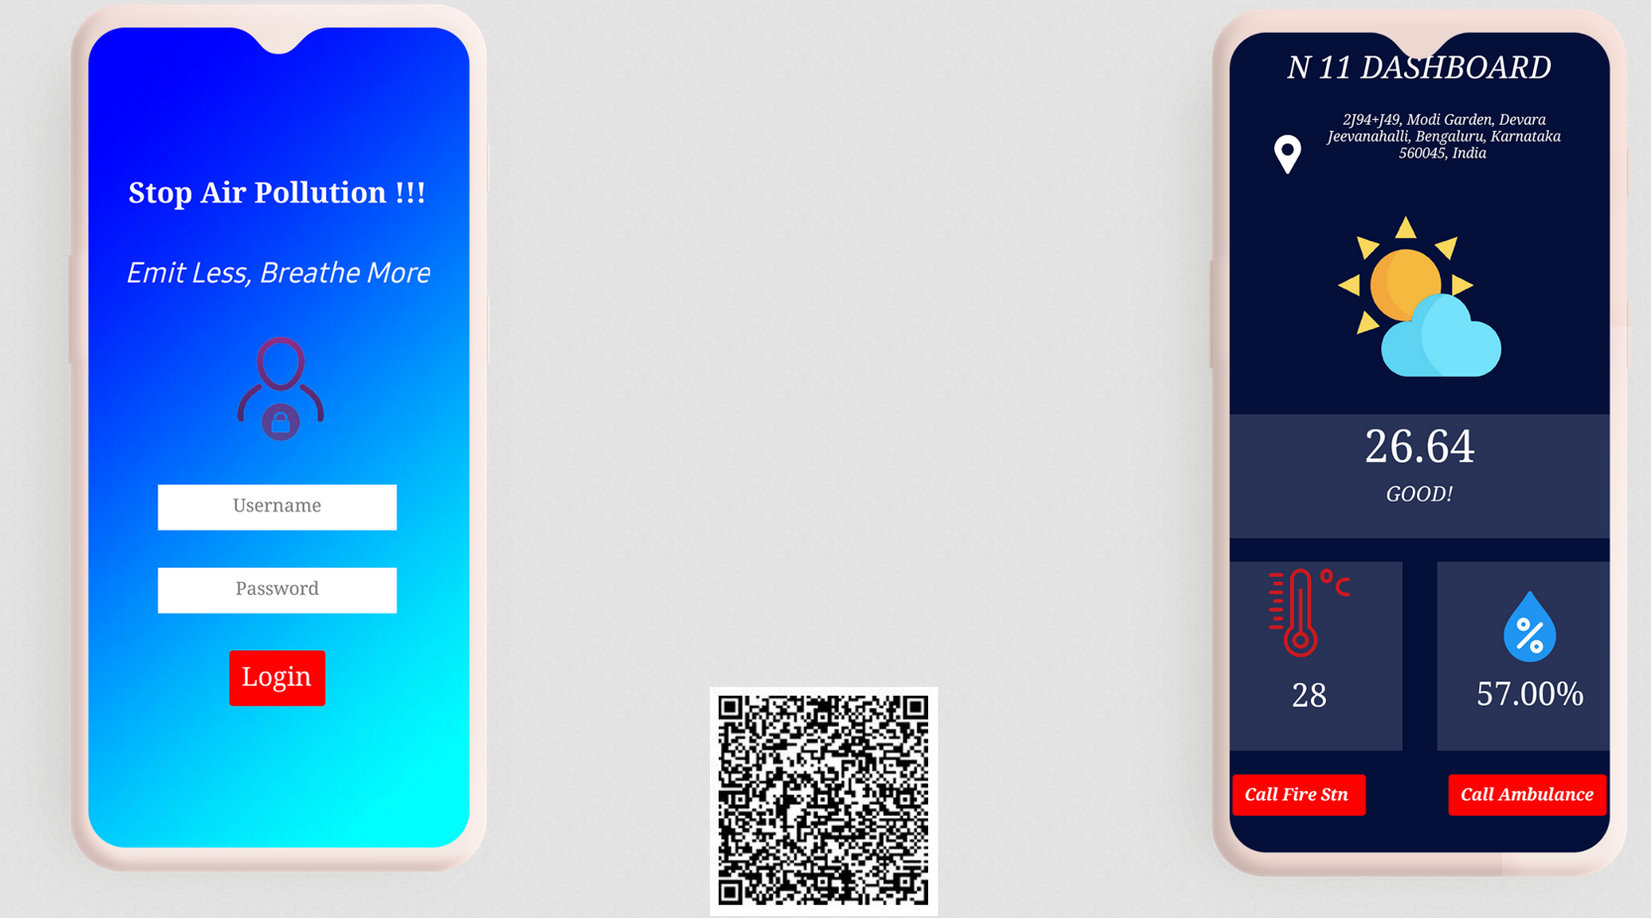 Stop Air Pollution !!!
Emit Less, Breathe More
Username
Password
Login
N 11 DASHBOARD
2J94+J49, Modi Garden, Devara
Jeevanahalli, Bengaluru, Karnataka
560045, India
26.64
GOOD!
°C
%
28
57.00%
Call Fire Stn
Call Ambulance